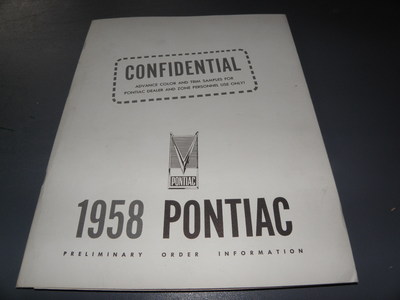 CONFIDENTIAL
ADVANCE COLOR AND TRIM SAMPLES FOR
PONTIAC DEALER AND ZONE PERSONNEL USE ONLY!
PONTIAC
1958 PONTIAC
PRELIMINARY ORDER INFORMATION